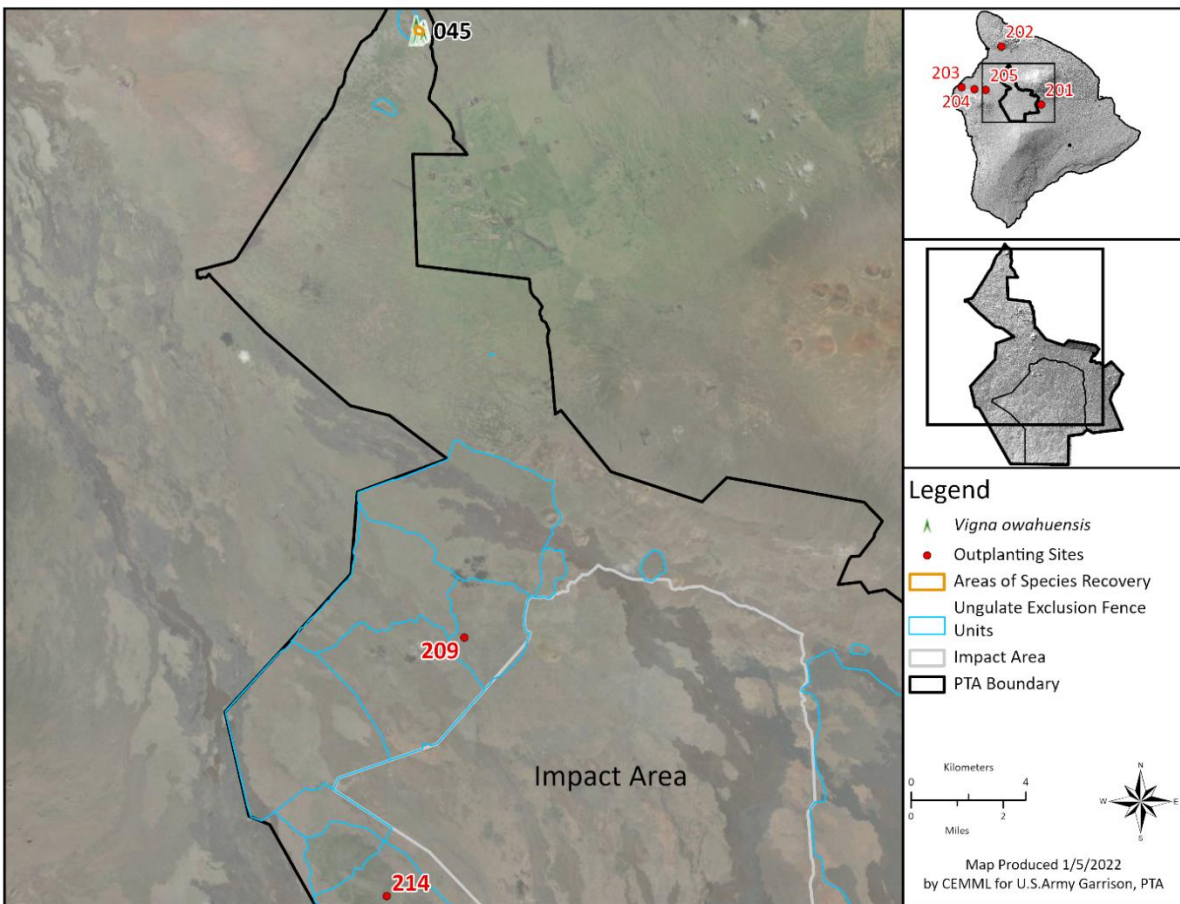 045
209
Impact Area
214
202
203
205
201
204
Legend
Vigna owahuensis
Outplanting Sites
Areas of Species Recovery
Ungulate Exclusion Fence
Units
Impact Area
PTA Boundary
Kilometers
0 4
0 2
Miles
N
W E
S
Map Produced 1/5/2022
by CEMML for U.S.Army Garrison, PTA